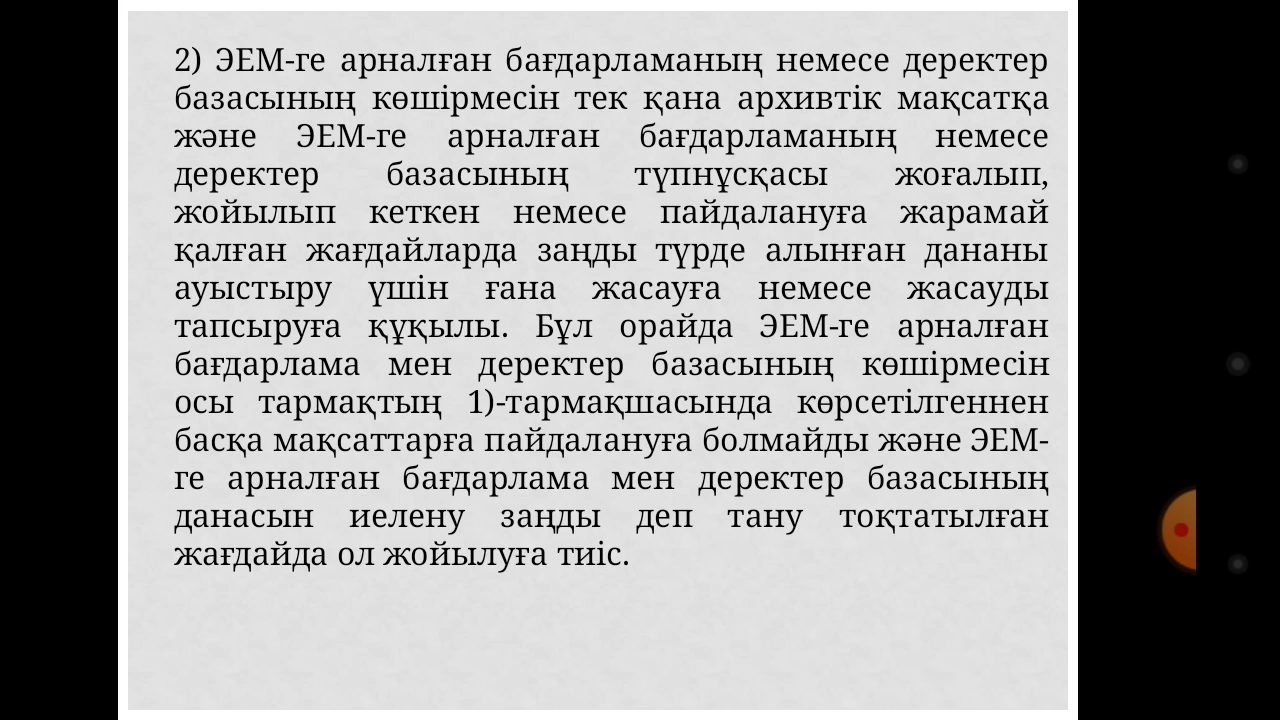 2) ЭЕМ-ге арналған бағдарламаның немесе деректер
базасының көшірмесін тек қана архивтік мақсатқа
және ЭЕМ-ге арналған бағдарламаның немесе
деректер базасының түпнұсқасы жоғалып,
жойылып кеткен немесе пайдалануға жарамай
қалған жағдайларда заңды түрде алынған дананы
ауыстыру үшін ғана жасауға немесе жасауды
тапсыруға құқылы. Бұл орайда ЭЕМ-ге арналған
бағдарлама мен деректер базасының көшірмесін
осы тармақтың 1)-тармақшасында көрсетілгеннен
басқа мақсаттарға пайдалануға болмайды және ЭЕМ-
ге арналған бағдарлама мен деректер базасының
данасын иелену заңды деп тану тоқтатылған
жағдайда ол жойылуға тиіс.